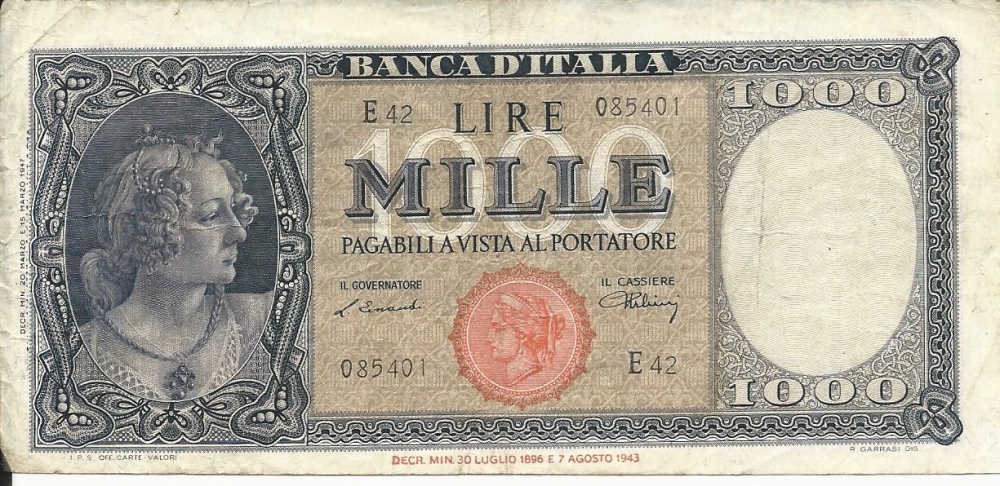 BANCA D'ITALIA
E 42
085401
1000
LIRE
1000
MILLE
PAGABILI A VISTA AL PORTATORE
IL GOVERNATORE
IL CASSIERE
L. Einaudi
085401
E 42
1000
DECR. MIN. 20 MARZO E 15 MARZO 1947
I. P. S. OFF. CARTE-VALORI
DECR. MIN. 30 LUGLIO 1896 E 7 AGOSTO 1943
R. GARRASI DIS.